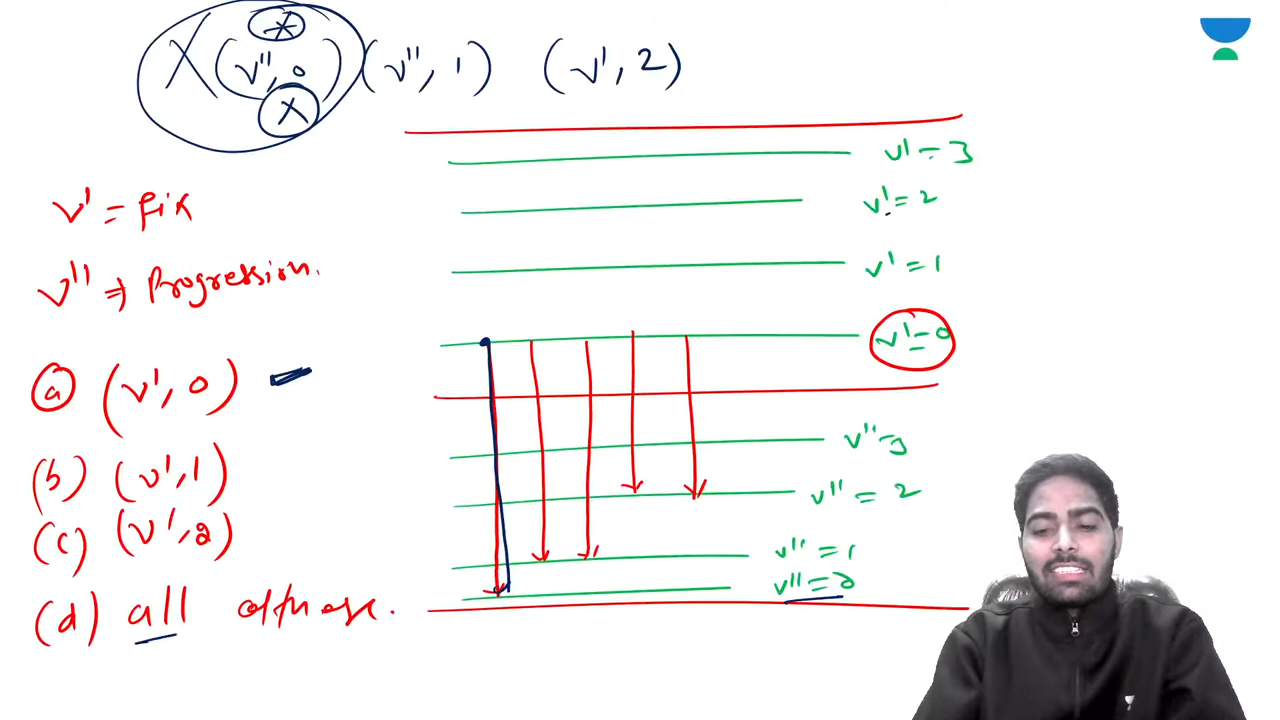 X (v'', 0) (v'', 1) (v', 2)
X
v' = fix
v'' ⇒ Progression.
(a) (v', 0) -
(b) (v', 1)
(c) (v', 2)
(d) all of these.
v' = 3
v' = 2
v' = 1
v' = 0
v'' = 3
v'' = 2
v'' = 1
v'' = 0